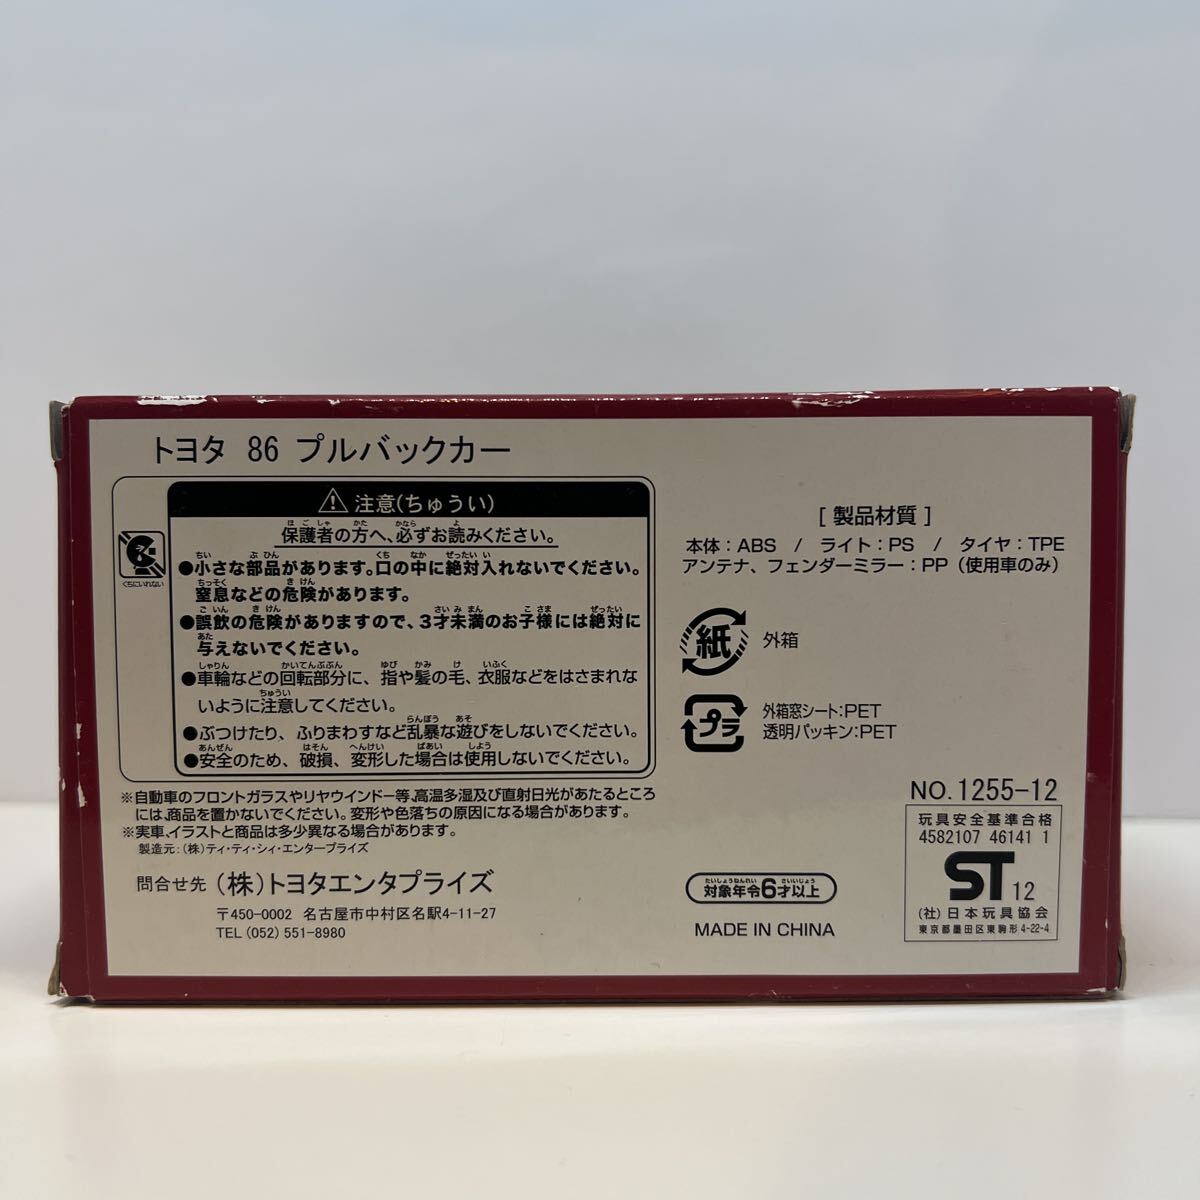 トヨタ 86 プルバックカー
注意(ちゅうい)
保護者の方へ、必ずお読みください。
●小さな部品があります。口の中に絶対入れないでください。
窒息などの危険があります。
●誤飲の危険がありますので、3才未満のお子様には絶対に
与えないでください。
●車輪などの回転部分に、指や髪の毛、衣服などをはさまれな
いように注意してください。
●ぶつけたり、ふりまわすなど乱暴な遊びをしないでください。
●安全のため、破損、変形した場合は使用しないでください。
くちにいれない
※自動車のフロントガラスやリヤウインドー等、高温多湿及び直射日光があたるところ
には、商品を置かないでください。変形や色落ちの原因になる場合があります。
※実車、イラストと商品は多少異なる場合があります。
製造元:(株)ティ・ティ・シィ・エンタープライズ
問合せ先 (株)トヨタエンタプライズ
〒450-0002 名古屋市中村区名駅4-11-27
TEL (052) 551-8980
[ 製品材質 ]
本体:ABS / ライト:PS / タイヤ:TPE
アンテナ、フェンダーミラー:PP(使用車のみ)
紙 外箱
プラ 外箱窓シート:PET
透明パッキン:PET
NO.1255-12
玩具安全基準合格
4582107 46141 1
ST 12
(社)日本玩具協会
東京都墨田区東駒形4-22-4
対象年令6才以上
MADE IN CHINA